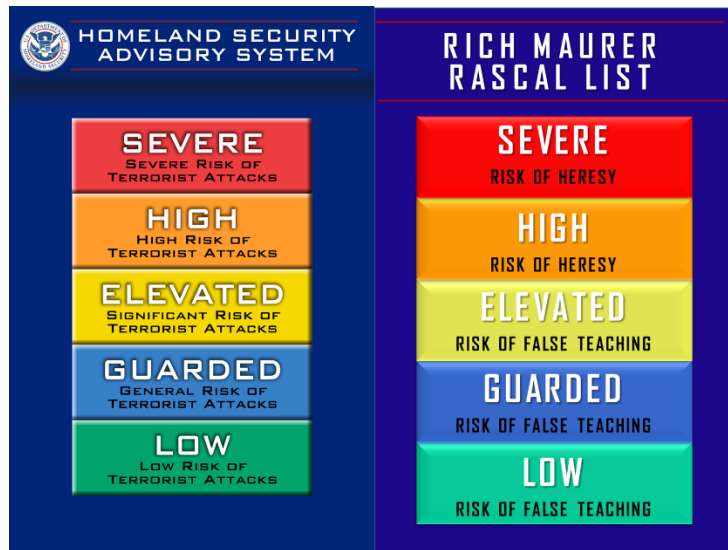 HOMELAND SECURITY
ADVISORY SYSTEM
SEVERE
SEVERE RISK OF
TERRORIST ATTACKS
HIGH
HIGH RISK OF
TERRORIST ATTACKS
ELEVATED
SIGNIFICANT RISK OF
TERRORIST ATTACKS
GUARDED
GENERAL RISK OF
TERRORIST ATTACKS
LOW
LOW RISK OF
TERRORIST ATTACKS
RICH MAURER
RASCAL LIST
SEVERE
RISK OF HERESY
HIGH
RISK OF HERESY
ELEVATED
RISK OF FALSE TEACHING
GUARDED
RISK OF FALSE TEACHING
LOW
RISK OF FALSE TEACHING